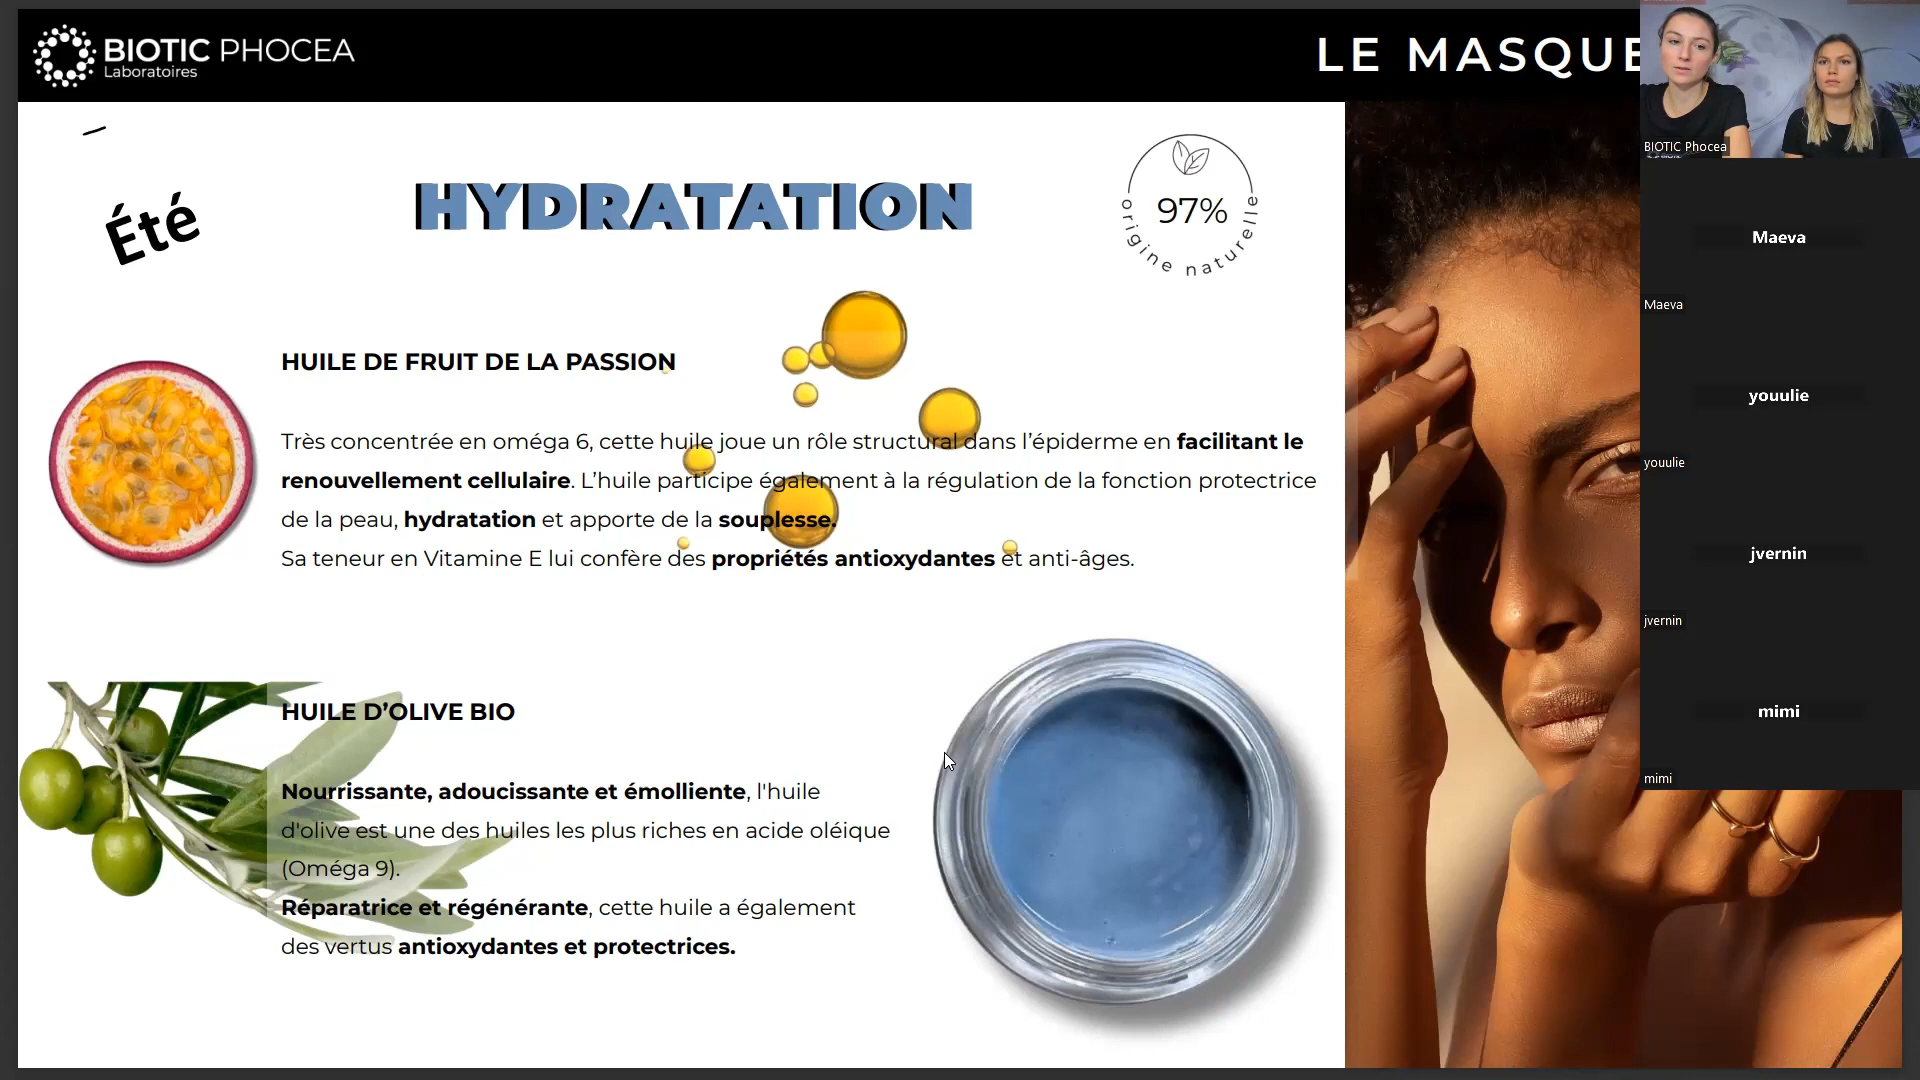 BIOTIC PHOCEA
Laboratoires
LE MASQUE
Été
HYDRATATION
97%
origine naturelle
HUILE DE FRUIT DE LA PASSION
Très concentrée en oméga 6, cette huile joue un rôle structural dans l’épiderme en facilitant le
renouvellement cellulaire. L’huile participe également à la régulation de la fonction protectrice
de la peau, hydratation et apporte de la souplesse.
Sa teneur en Vitamine E lui confère des propriétés antioxydantes et anti-âges.
HUILE D’OLIVE BIO
Nourrissante, adoucissante et émolliente, l'huile
d'olive est une des huiles les plus riches en acide oléique
(Oméga 9).
Réparatrice et régénérante, cette huile a également
des vertus antioxydantes et protectrices.
BIOTIC Phocea
Maeva
Maeva
youulie
youulie
jvernin
jvernin
mimi
mimi